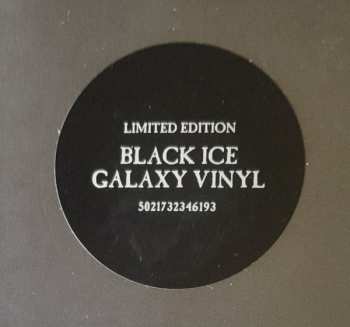 LIMITED EDITION
BLACK ICE
GALAXY VINYL
5021732346193